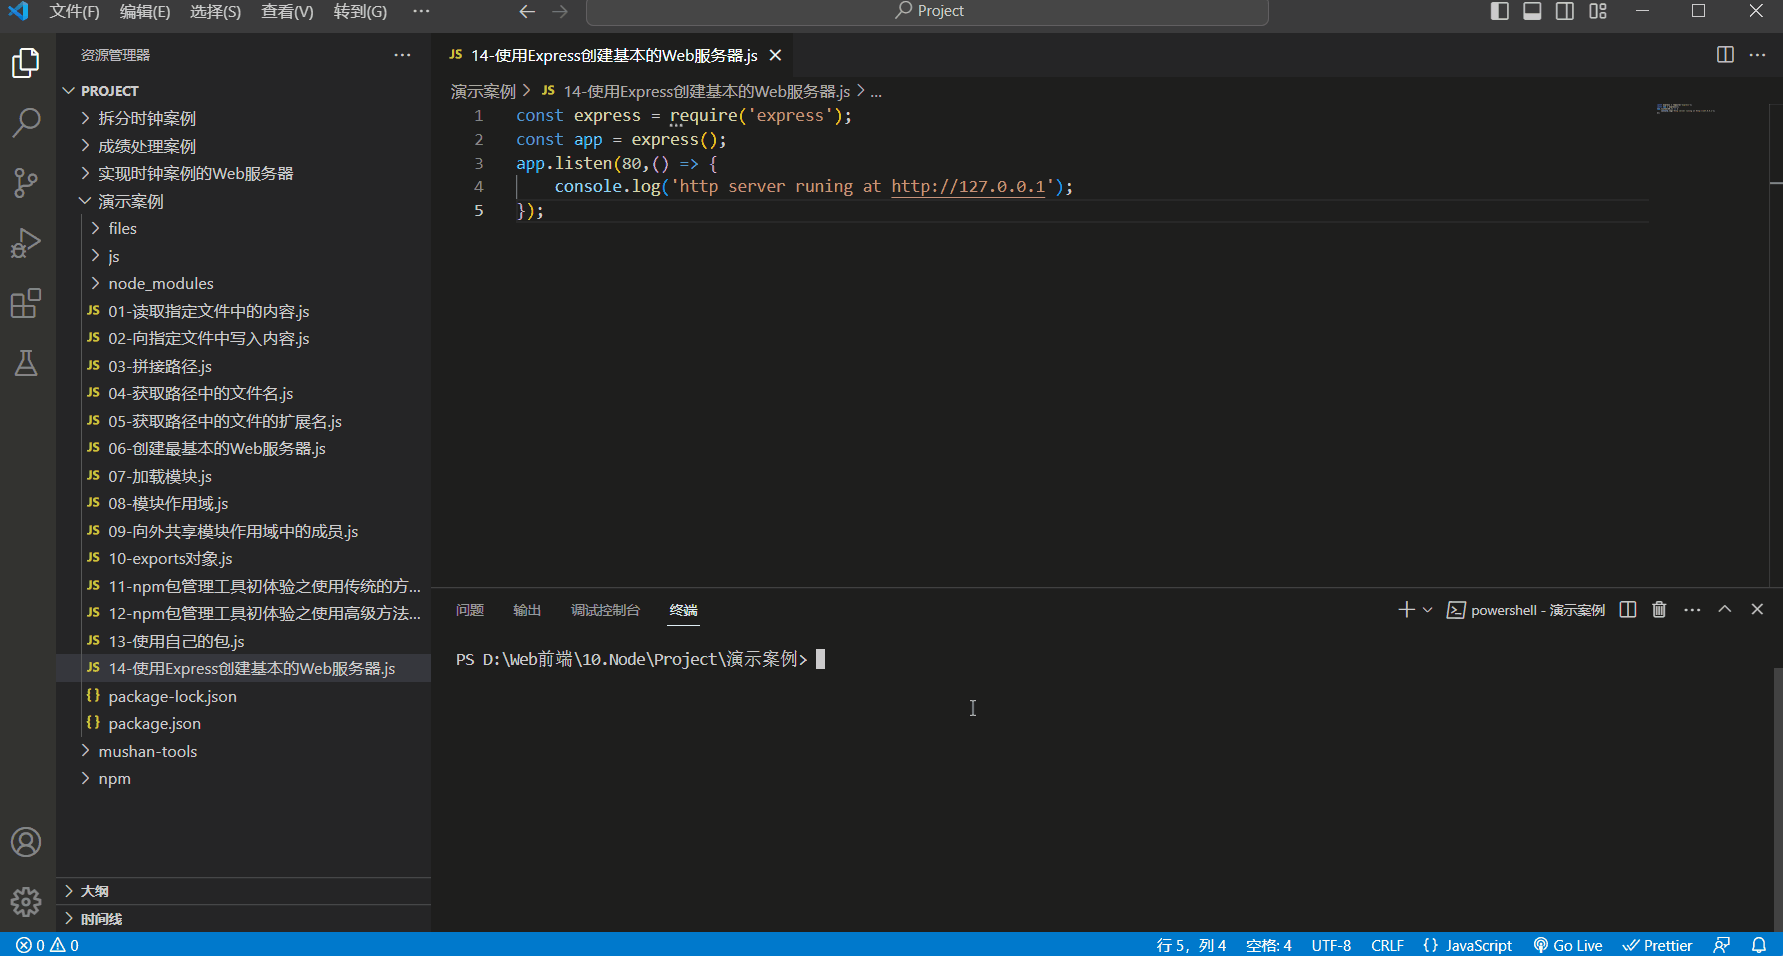 文件(F) 编辑(E) 选择(S) 查看(V) 转到(G) ··· Project
资源管理器 ···
JS 14-使用Express创建基本的Web服务器.js
PROJECT
拆分时钟案例
成绩处理案例
实现时钟案例的Web服务器
演示案例
files
js
node_modules
JS 01-读取指定文件中的内容.js
JS 02-向指定文件中写入内容.js
JS 03-拼接路径.js
JS 04-获取路径中的文件名.js
JS 05-获取路径中的文件的扩展名.js
JS 06-创建最基本的Web服务器.js
JS 07-加载模块.js
JS 08-模块作用域.js
JS 09-向外共享模块作用域中的成员.js
JS 10-exports对象.js
JS 11-npm包管理工具初体验之使用传统的方...
JS 12-npm包管理工具初体验之使用高级方法...
JS 13-使用自己的包.js
JS 14-使用Express创建基本的Web服务器.js
{} package-lock.json
{} package.json
mushan-tools
npm
大纲
时间线
演示案例 > JS 14-使用Express创建基本的Web服务器.js > ...
1 const express = require('express');
2 const app = express();
3 app.listen(80,() => {
4 console.log('http server runing at http://127.0.0.1');
5 });
问题 输出 调试控制台 终端 powershell - 演示案例
PS D:\Web前端\10.Node\Project\演示案例>
0 0 行 5，列 4 空格: 4 UTF-8 CRLF {} JavaScript Go Live Prettier